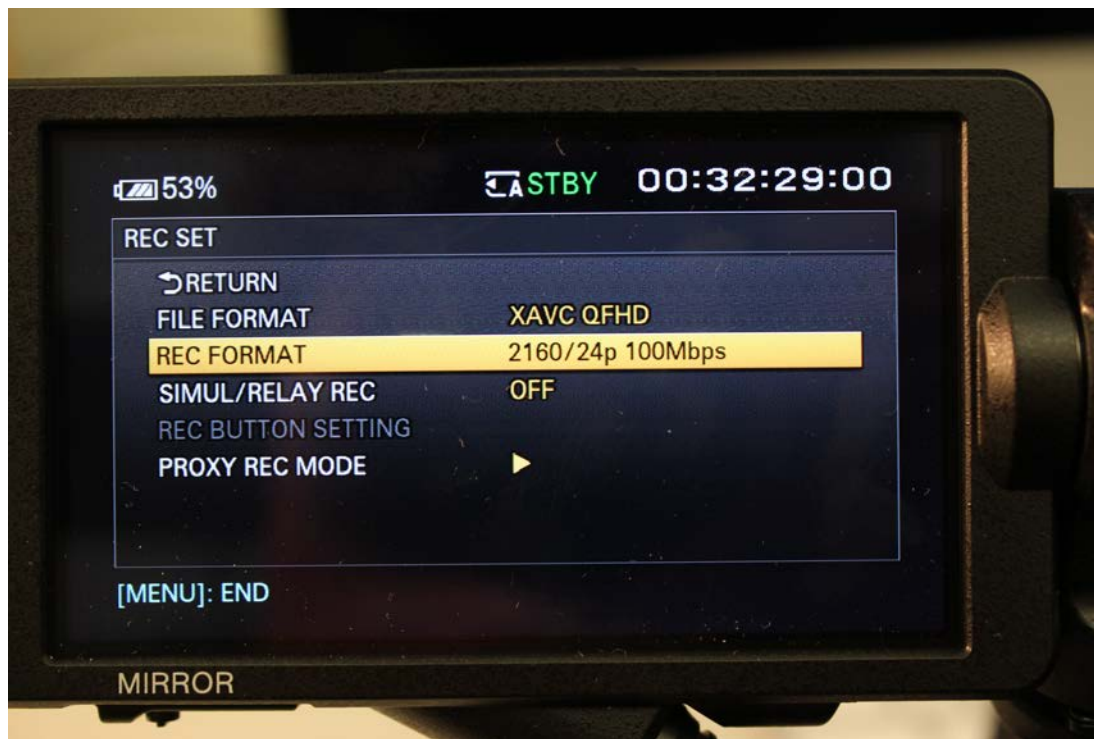 53% A STBY 00:32:29:00
REC SET
RETURN
FILE FORMAT XAVC QFHD
REC FORMAT 2160/24p 100Mbps
SIMUL/RELAY REC OFF
REC BUTTON SETTING
PROXY REC MODE
[MENU]: END
MIRROR